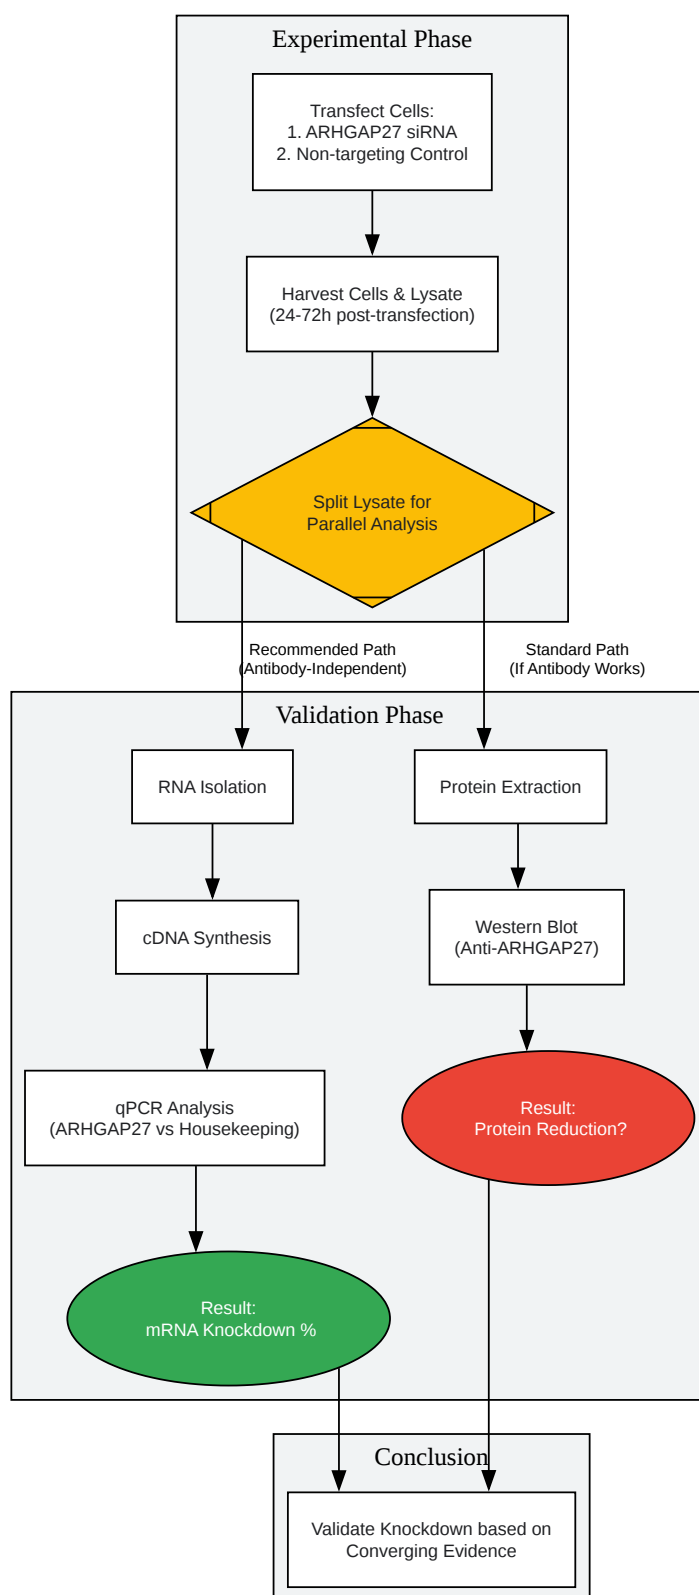 Experimental Phase
Transfect Cells:
1. ARHGAP27 siRNA
2. Non-targeting Control
Harvest Cells & Lysate
(24-72h post-transfection)
Split Lysate for
Parallel Analysis
Recommended Path
(Antibody-Independent)
Standard Path
(If Antibody Works)
Validation Phase
RNA Isolation
Protein Extraction
cDNA Synthesis
Western Blot
(Anti-ARHGAP27)
qPCR Analysis
(ARHGAP27 vs Housekeeping)
Result:
Protein Reduction?
Result:
mRNA Knockdown %
Conclusion
Validate Knockdown based on
Converging Evidence